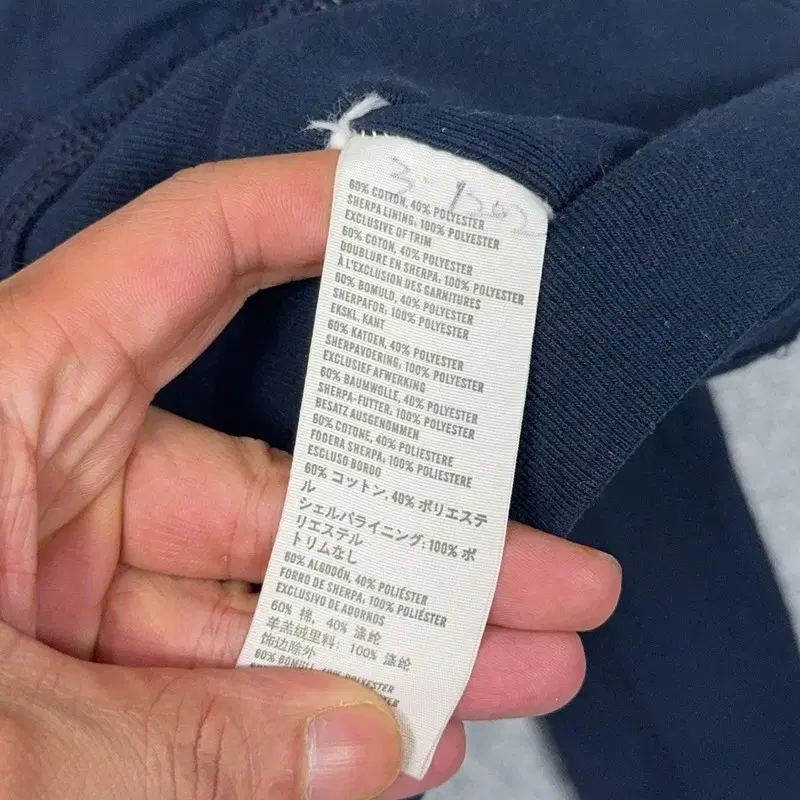 3-1202
60% COTTON, 40% POLYESTER
SHERPA LINING: 100% POLYESTER
EXCLUSIVE OF TRIM
60% COTON, 40% POLYESTER
DOUBLURE EN SHERPA: 100% POLYESTER
À L'EXCLUSION DES GARNITURES
60% BOMULD, 40% POLYESTER
SHERPAFOR: 100% POLYESTER
EKSKL. KANT
60% KATOEN, 40% POLYESTER
SHERPAVOERING: 100% POLYESTER
EXCLUSIEF AFWERKING
60% BAUMWOLLE, 40% POLYESTER
SHERPA-FUTTER: 100% POLYESTER
BESATZ AUSGENOMMEN
60% COTONE, 40% POLIESTERE
FODERA SHERPA, 100% POLIESTERE
ESCLUSO BORDO
60% コットン, 40% ポリエステ
ル
シェルパライニング: 100% ポ
リエステル
トリムなし
60% ALGODÓN, 40% POLIÉSTER
FORRO DE SHERPA, 100% POLIÉSTER
EXCLUSIVO DE ADORNOS
60% 棉, 40% 涤纶
羊羔绒里料: 100% 涤纶
饰边除外
60% BOMULL, 40% POLYESTER